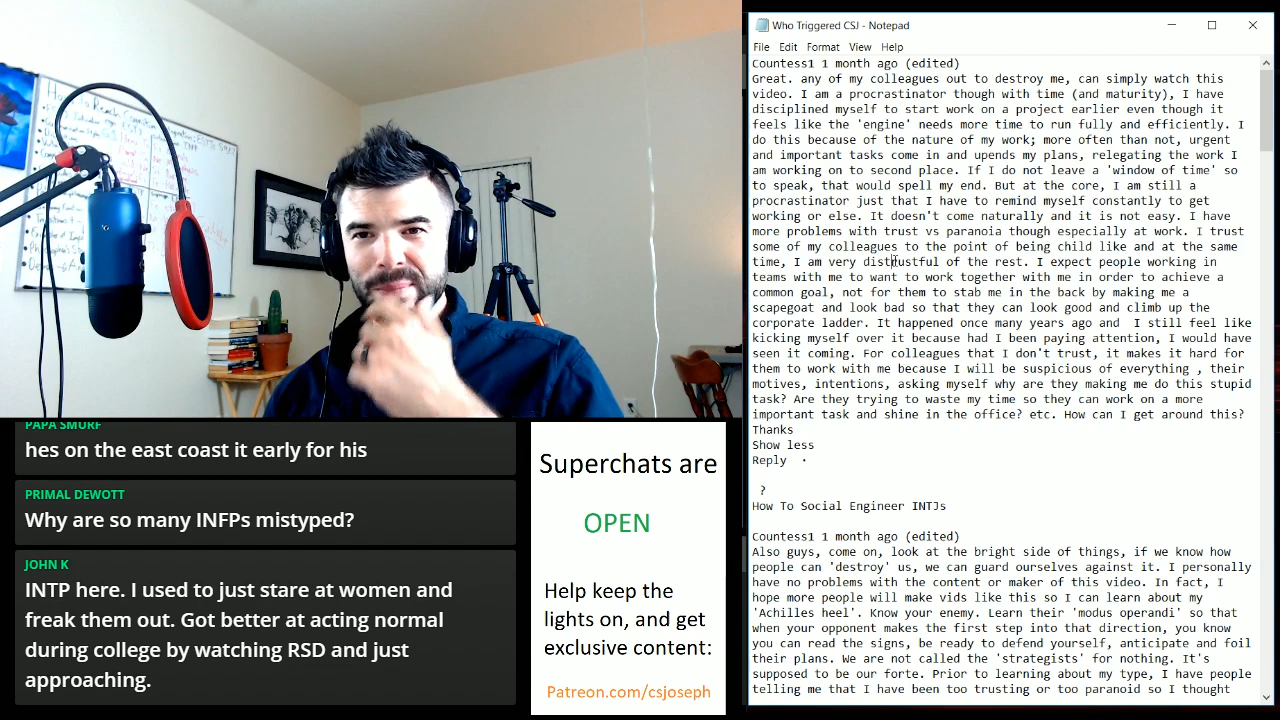 Who Triggered CSJ - Notepad
File Edit Format View Help
Countess1 1 month ago (edited)
Great. any of my colleagues out to destroy me, can simply watch this
video. I am a procrastinator though with time (and maturity), I have
disciplined myself to start work on a project earlier even though it
feels like the 'engine' needs more time to run fully and efficiently. I
do this because of the nature of my work; more often than not, urgent
and important tasks come in and upends my plans, relegating the work I
am working on to second place. If I do not leave a 'window of time' so
to speak, that would spell my end. But at the core, I am still a
procrastinator just that I have to remind myself constantly to get
working or else. It doesn't come naturally and it is not easy. I have
more problems with trust vs paranoia though especially at work. I trust
some of my colleagues to the point of being child like and at the same
time, I am very distrustful of the rest. I expect people working in
teams with me to want to work together with me in order to achieve a
common goal, not for them to stab me in the back by making me a
scapegoat and look bad so that they can look good and climb up the
corporate ladder. It happened once many years ago and  I still feel like
kicking myself over it because had I been paying attention, I would have
seen it coming. For colleagues that I don't trust, it makes it hard for
them to work with me because I will be suspicious of everything , their
motives, intentions, asking myself why are they making me do this stupid
task? Are they trying to waste my time so they can work on a more
important task and shine in the office? etc. How can I get around this?
Thanks
Show less
Reply ·
?
How To Social Engineer INTJs
Countess1 1 month ago (edited)
Also guys, come on, look at the bright side of things, if we know how
people can 'destroy' us, we can guard ourselves against it. I personally
have no problems with the content or maker of this video. In fact, I
hope more people will make vids like this so I can learn about my
'Achilles heel'. Know your enemy. Learn their 'modus operandi' so that
when your opponent makes the first step into that direction, you know
you can read the signs, be ready to defend yourself, anticipate and foil
their plans. We are not called the 'strategists' for nothing. It's
supposed to be our forte. Prior to learning about my type, I have people
telling me that I have been too trusting or too paranoid so I thought
PAPA SMURF
hes on the east coast it early for his
PRIMAL DEWOTT
Why are so many INFPs mistyped?
JOHN K
INTP here. I used to just stare at women and
freak them out. Got better at acting normal
during college by watching RSD and just
approaching.
Superchats are
OPEN
Help keep the
lights on, and get
exclusive content:
Patreon.com/csjoseph